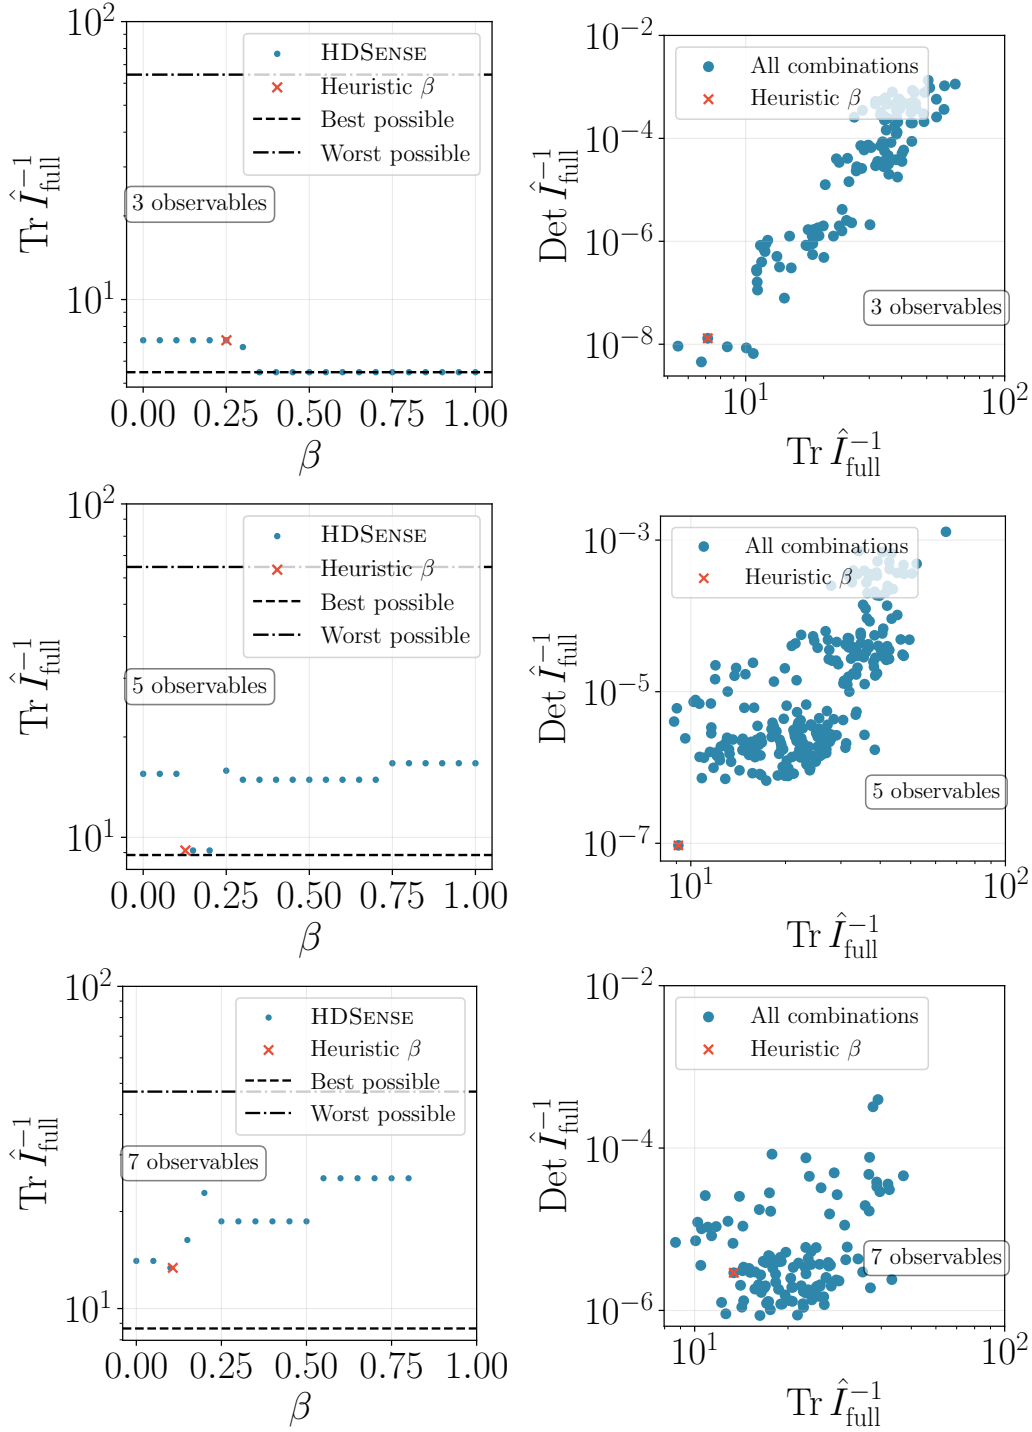 10^2
10^1
Tr Î_full^−1
HDSENSE
Heuristic β
Best possible
Worst possible
3 observables
0.00 0.25 0.50 0.75 1.00
β
10^−2
10^−4
10^−6
10^−8
Det Î_full^−1
All combinations
Heuristic β
3 observables
10^1 10^2
Tr Î_full^−1
10^2
10^1
Tr Î_full^−1
HDSENSE
Heuristic β
Best possible
Worst possible
5 observables
0.00 0.25 0.50 0.75 1.00
β
10^−3
10^−5
10^−7
Det Î_full^−1
All combinations
Heuristic β
5 observables
10^1 10^2
Tr Î_full^−1
10^2
10^1
Tr Î_full^−1
HDSENSE
Heuristic β
Best possible
Worst possible
7 observables
0.00 0.25 0.50 0.75 1.00
β
10^−2
10^−4
10^−6
Det Î_full^−1
All combinations
Heuristic β
7 observables
10^1 10^2
Tr Î_full^−1